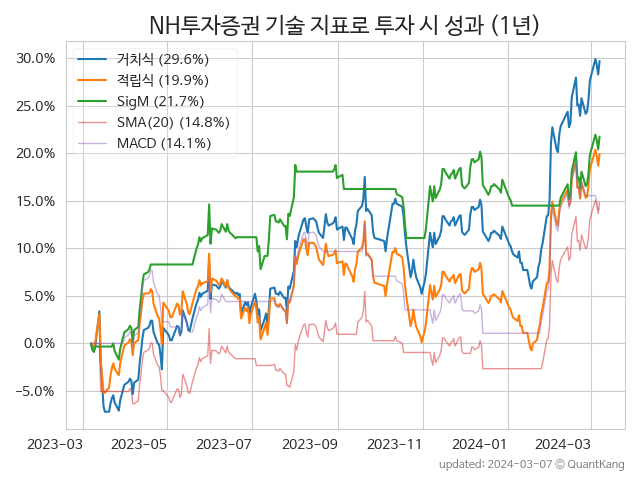 NH투자증권 기술 지표로 투자 시 성과 (1년)
거치식 (29.6%)
적립식 (19.9%)
SigM (21.7%)
SMA(20) (14.8%)
MACD (14.1%)
30.0%
25.0%
20.0%
15.0%
10.0%
5.0%
0.0%
−5.0%
2023-03 2023-05 2023-07 2023-09 2023-11 2024-01 2024-03
updated: 2024-03-07 © QuantKang